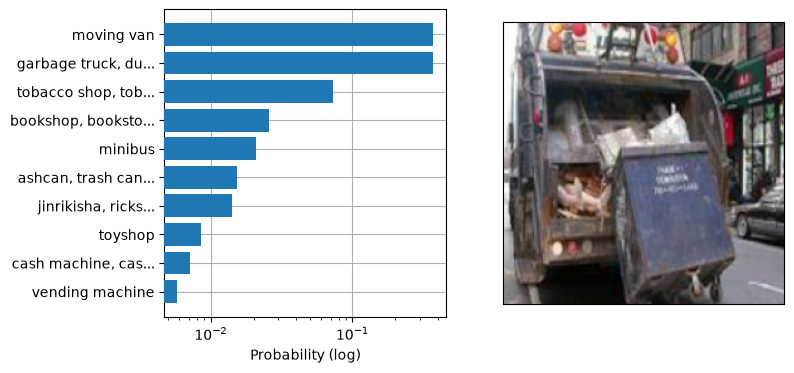 moving van
garbage truck, du...
tobacco shop, tob...
bookshop, booksto...
minibus
ashcan, trash can...
jinrikisha, ricks...
toyshop
cash machine, cas...
vending machine
10⁻²
10⁻¹
Probability (log)
THREE